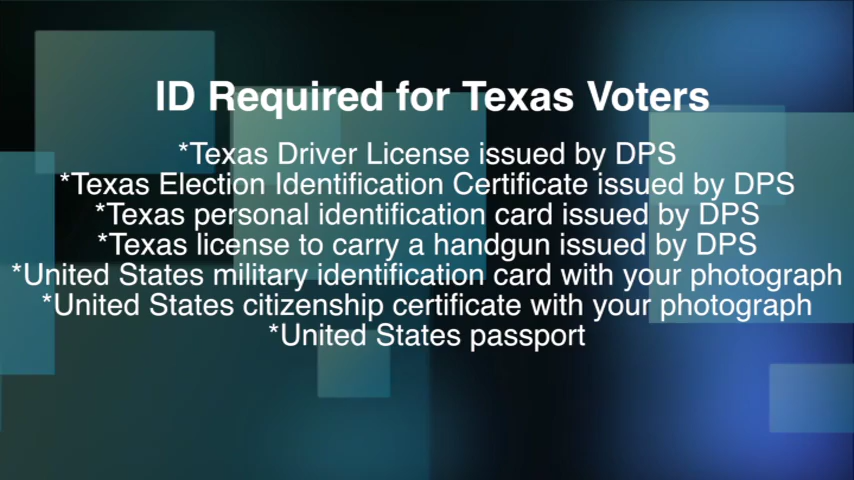 ID Required for Texas Voters
*Texas Driver License issued by DPS
*Texas Election Identification Certificate issued by DPS
*Texas personal identification card issued by DPS
*Texas license to carry a handgun issued by DPS
*United States military identification card with your photograph
*United States citizenship certificate with your photograph
*United States passport